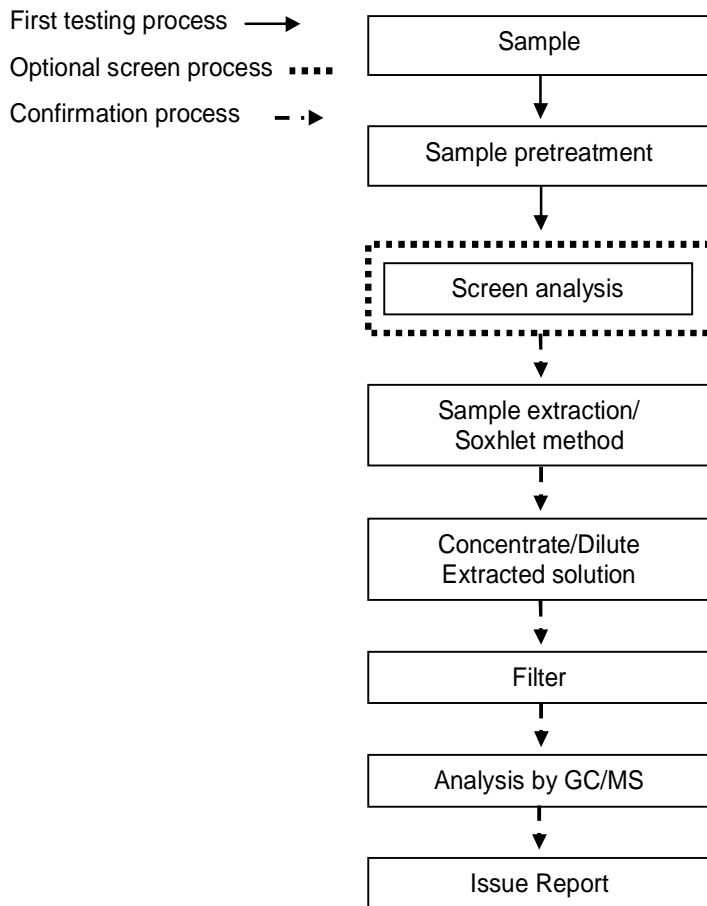 First testing process
Optional screen process
Confirmation process
Sample
Sample pretreatment
Screen analysis
Sample extraction/
Soxhlet method
Concentrate/Dilute
Extracted solution
Filter
Analysis by GC/MS
Issue Report